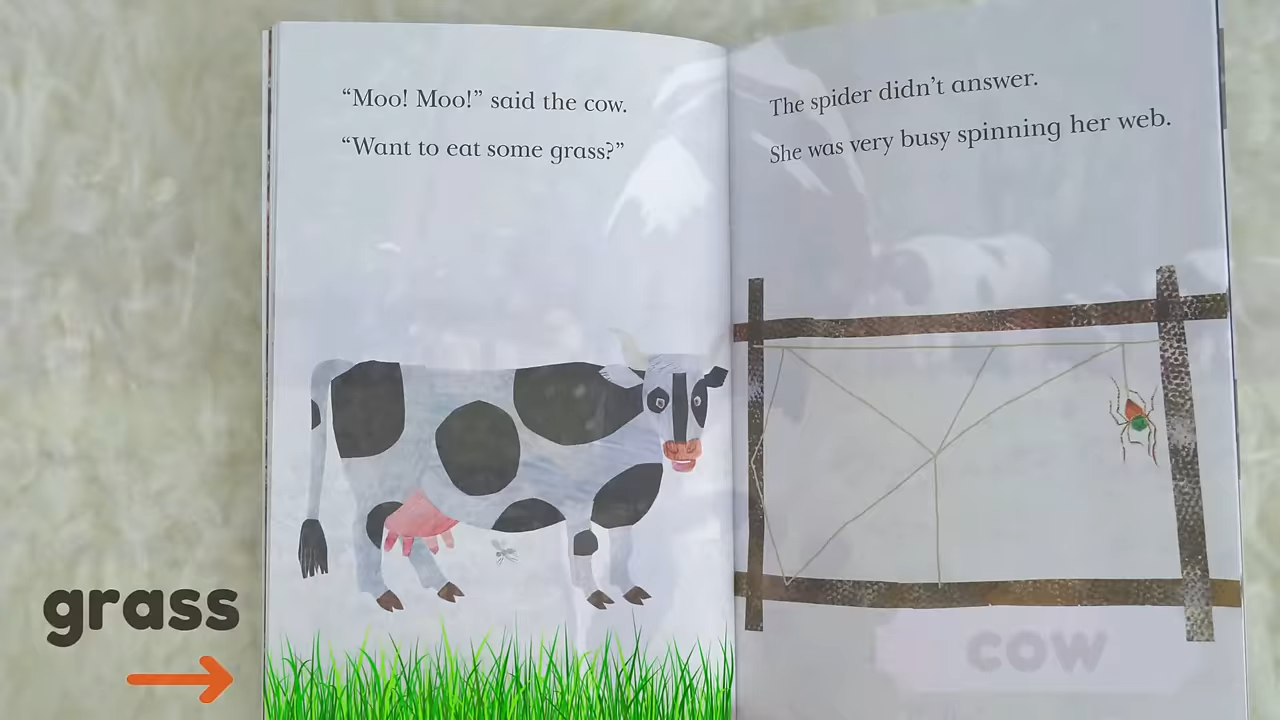 “Moo! Moo!” said the cow.
“Want to eat some grass?”
The spider didn’t answer.
She was very busy spinning her web.
grass
cow